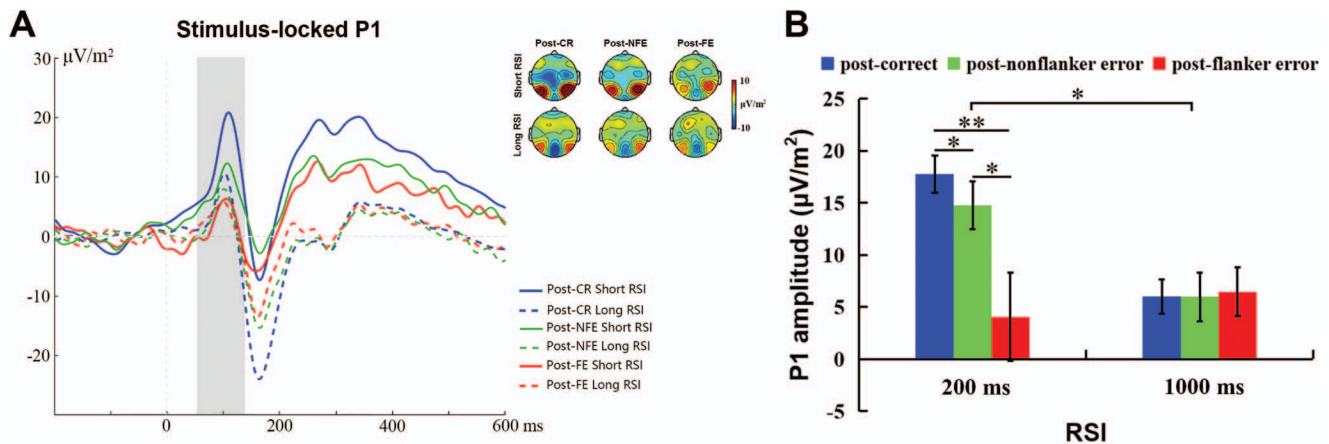 A
Stimulus-locked P1
μV/m²
30
20
10
0
-10
-20
0
200
400
600 ms
Post-CR
Post-NFE
Post-FE
Short RSI
Long RSI
10
μV/m²
-10
Post-CR Short RSI
Post-CR Long RSI
Post-NFE Short RSI
Post-NFE Long RSI
Post-FE Short RSI
Post-FE Long RSI
B
post-correct post-nonflanker error post-flanker error
P1 amplitude (μV/m²)
25
20
15
10
5
0
-5
*
**
*
*
200 ms
1000 ms
RSI